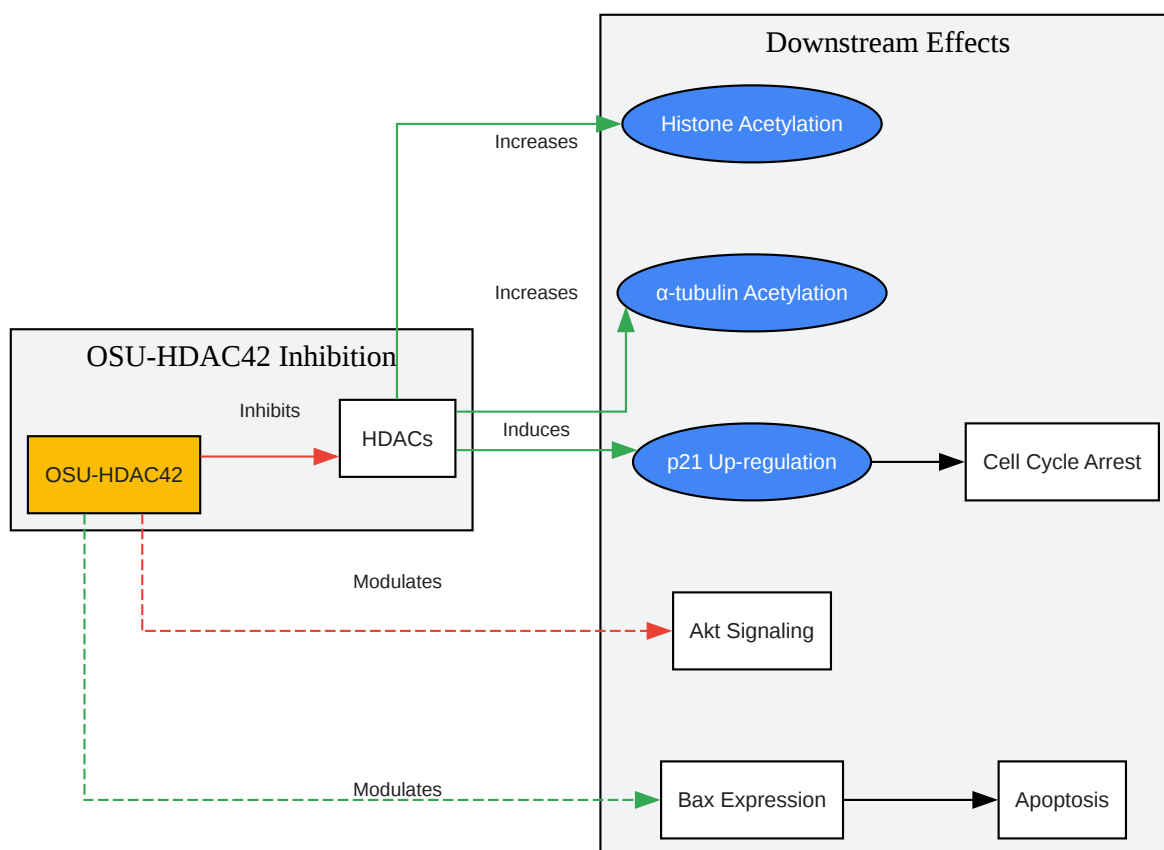 Downstream Effects
Histone Acetylation
Increases
Increases
α-tubulin Acetylation
OSU-HDAC42 Inhibition
Inhibits
HDACs
Induces
OSU-HDAC42
p21 Up-regulation
Cell Cycle Arrest
Modulates
Akt Signaling
Modulates
Bax Expression
Apoptosis